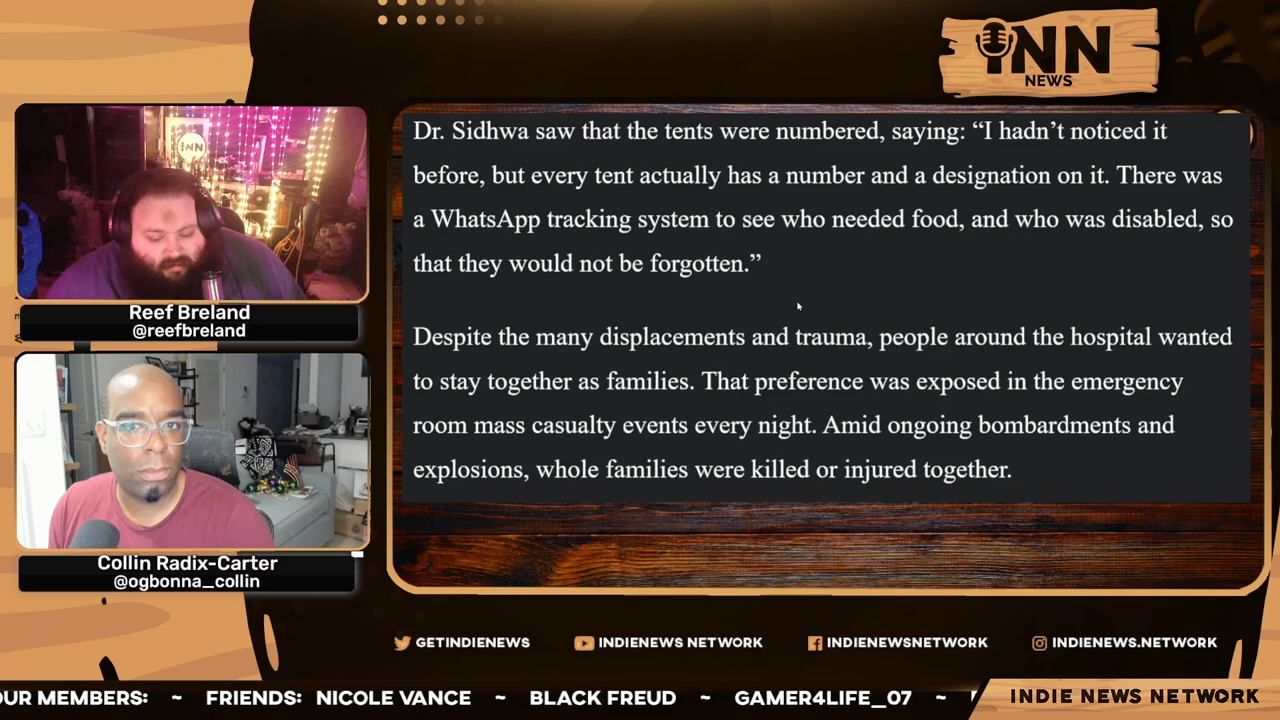 iNN
NEWS
iNN
Dr. Sidhwa saw that the tents were numbered, saying: “I hadn’t noticed it
before, but every tent actually has a number and a designation on it. There was
a WhatsApp tracking system to see who needed food, and who was disabled, so
that they would not be forgotten.”
Despite the many displacements and trauma, people around the hospital wanted
to stay together as families. That preference was exposed in the emergency
room mass casualty events every night. Amid ongoing bombardments and
explosions, whole families were killed or injured together.
Reef Breland
@reefbreland
Collin Radix-Carter
@ogbonna_collin
GETINDIENEWS
INDIENEWS NETWORK
INDIENEWSNETWORK
INDIENEWS.NETWORK
OUR MEMBERS: ~ FRIENDS: NICOLE VANCE ~ BLACK FREUD ~ GAMER4LIFE_07 ~
INDIE NEWS NETWORK